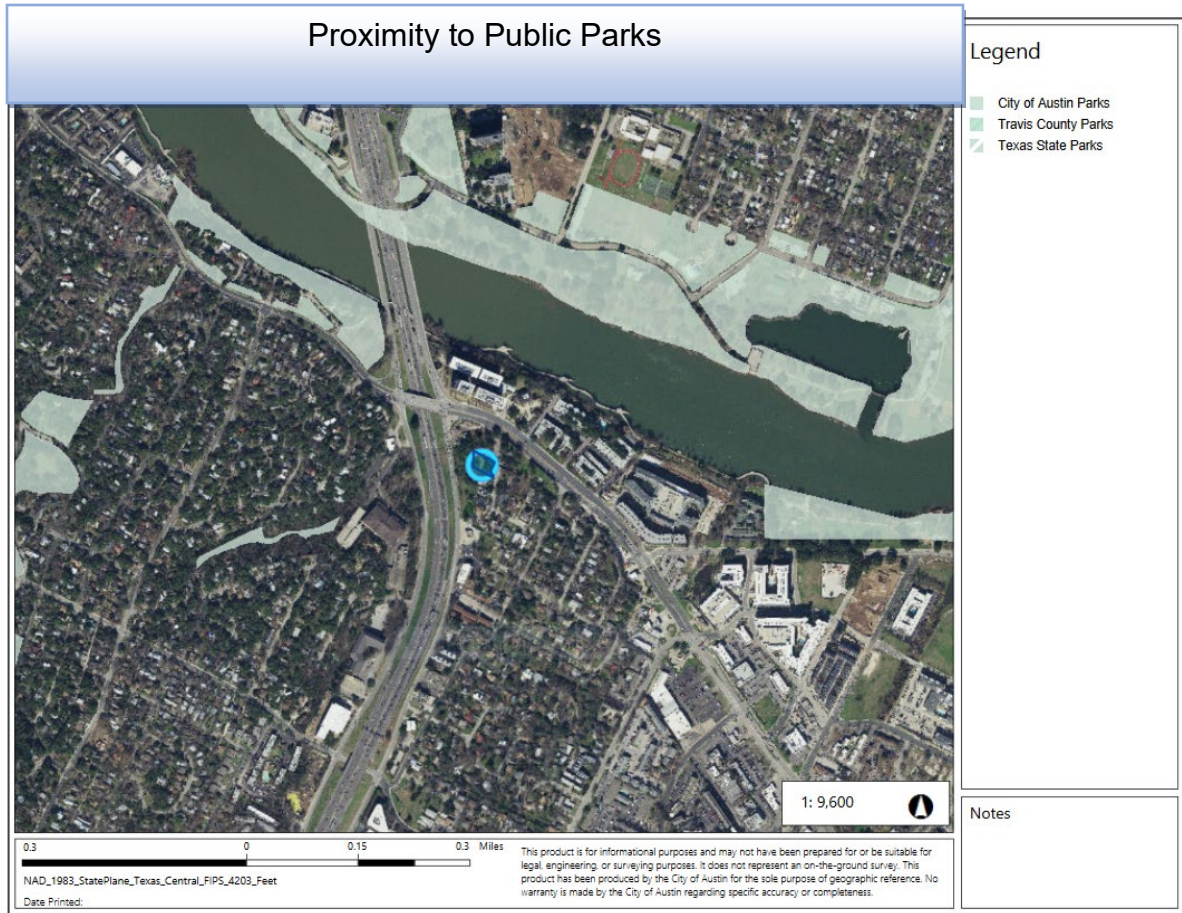 Proximity to Public Parks
Legend
City of Austin Parks
Travis County Parks
Texas State Parks
1: 9,600
Notes
0.3 0 0.15 0.3 Miles
NAD_1983_StatePlane_Texas_Central_FIPS_4203_Feet
Date Printed:
This product is for informational purposes and may not have been prepared for or be suitable for
legal, engineering, or surveying purposes. It does not represent an on-the-ground survey. This
product has been produced by the City of Austin for the sole purpose of geographic reference. No
warranty is made by the City of Austin regarding specific accuracy or completeness.